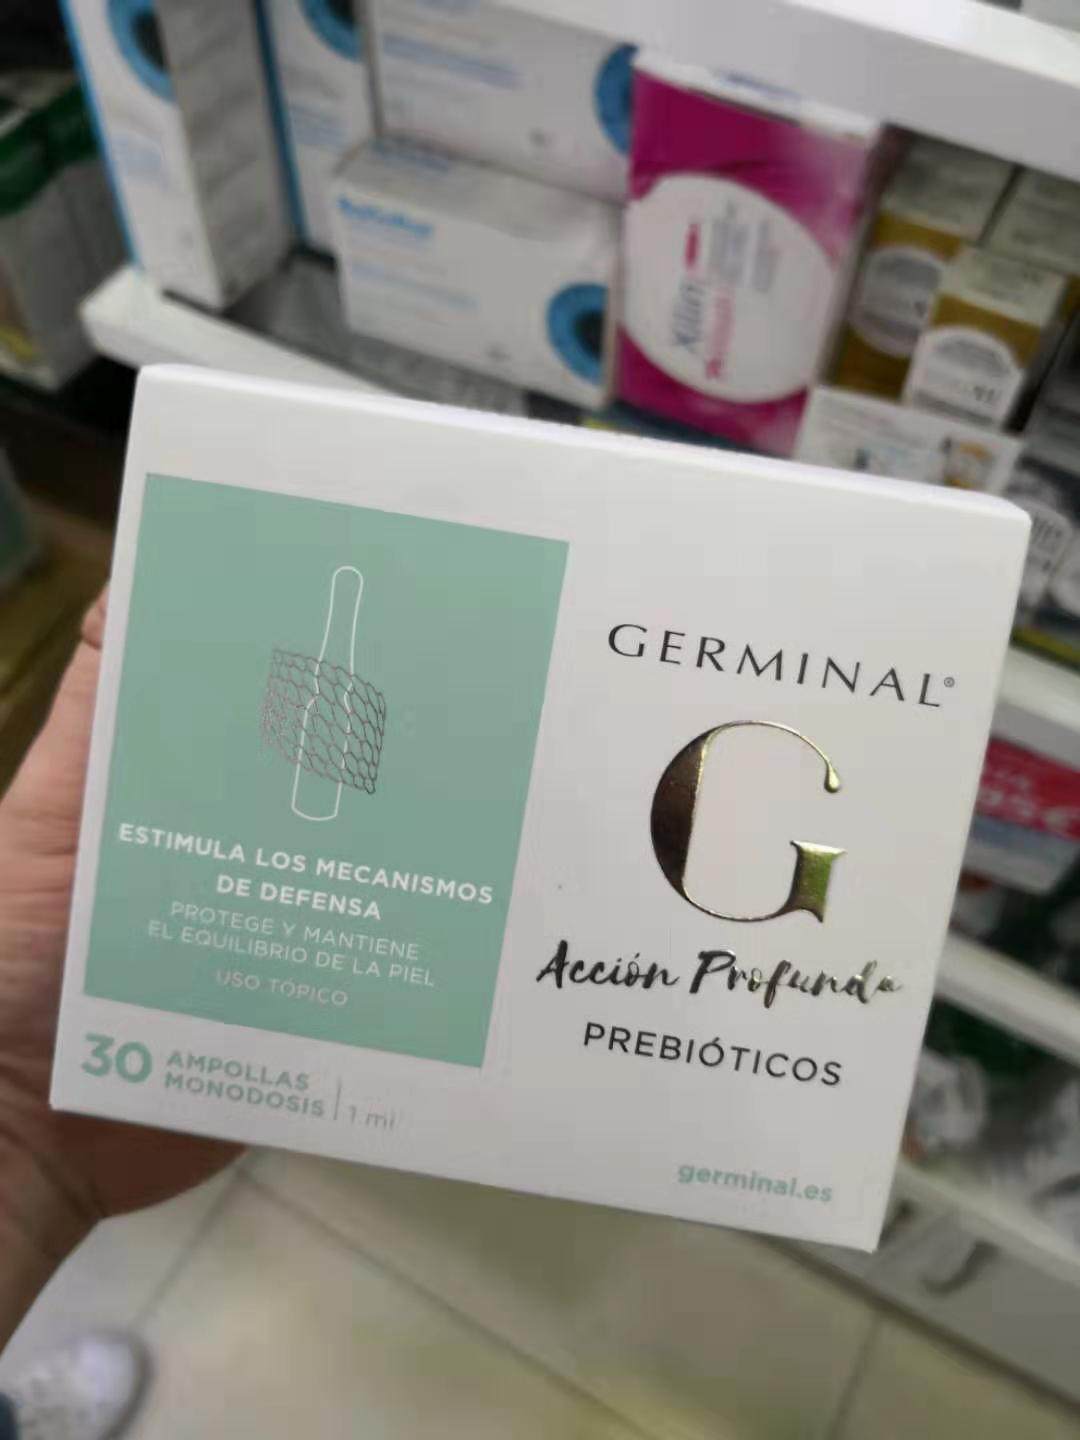 Xilin
GERMINAL®
G
Acción Profunda
PREBIÓTICOS
germinal.es
ESTIMULA LOS MECANISMOS
DE DEFENSA
PROTEGE Y MANTIENE
EL EQUILIBRIO DE LA PIEL
USO TÓPICO
30 AMPOLLAS
MONODOSIS | 1 ml